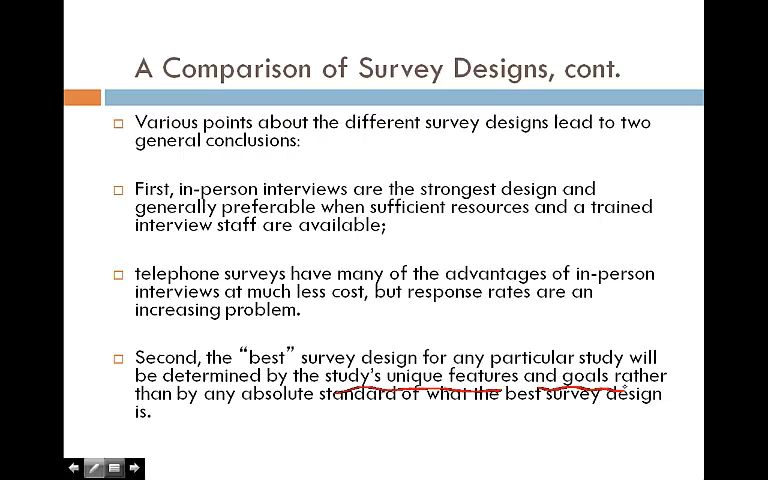 A Comparison of Survey Designs, cont.
Various points about the different survey designs lead to two
general conclusions:
First, in-person interviews are the strongest design and
generally preferable when sufficient resources and a trained
interview staff are available;
telephone surveys have many of the advantages of in-person
interviews at much less cost, but response rates are an
increasing problem.
Second, the “best” survey design for any particular study will
be determined by the study’s unique features and goals rather
than by any absolute standard of what the best survey design
is.